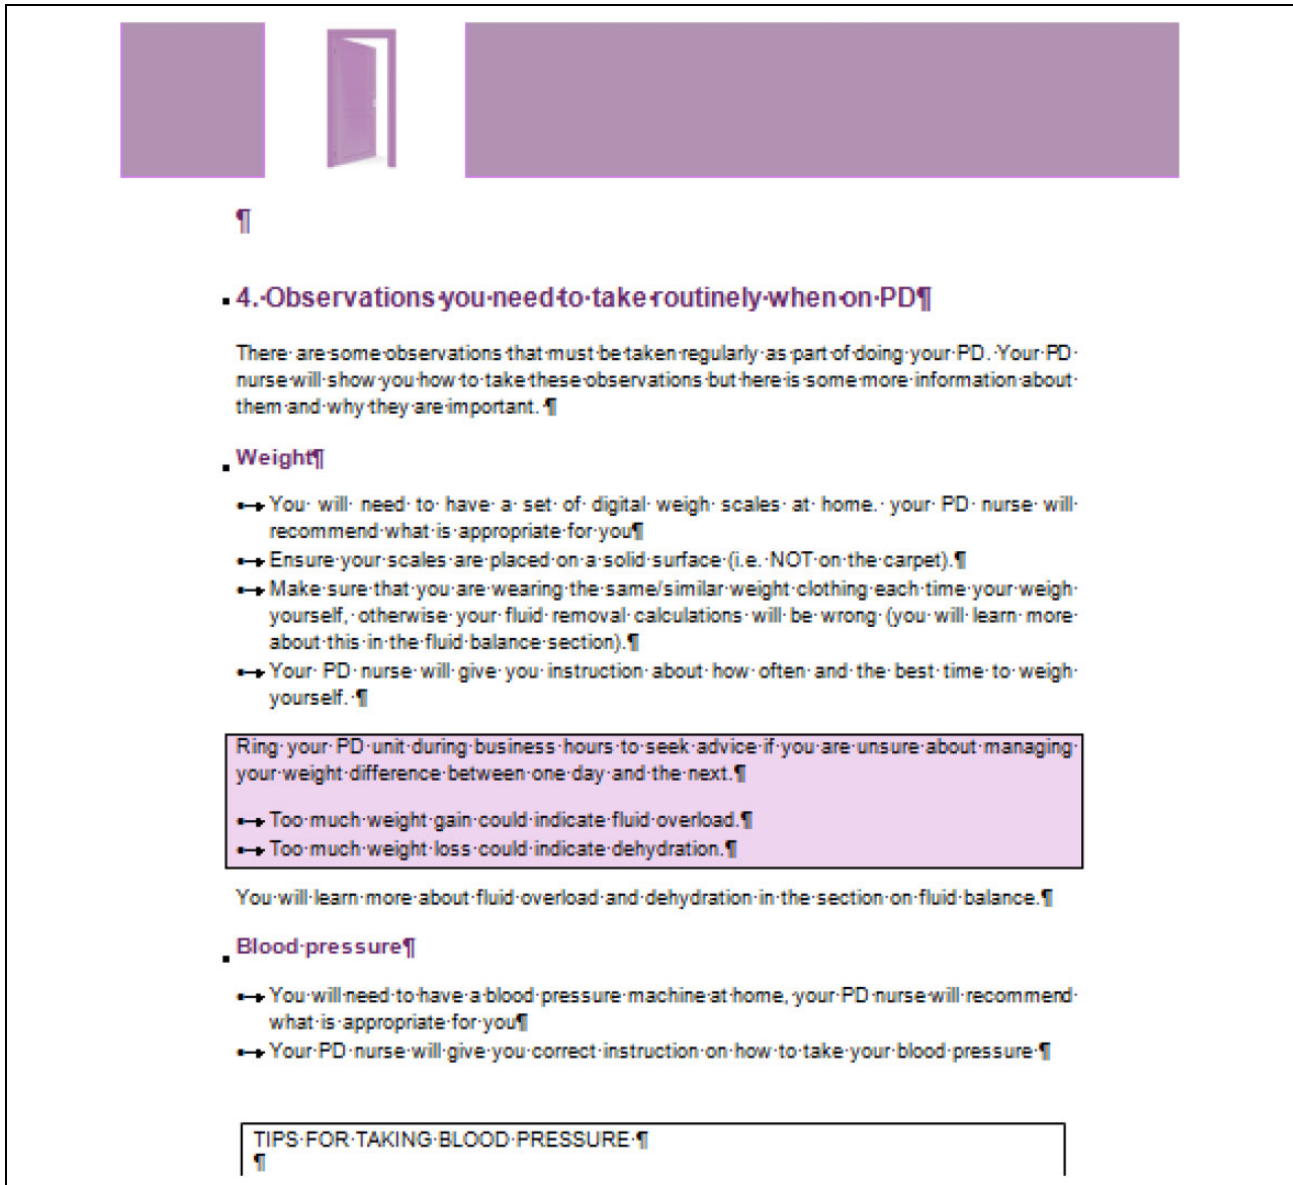 ¶
4. Observations you need to take routinely when on PD¶
There are some observations that must be taken regularly as part of doing your PD. Your PD
nurse will show you how to take these observations but here is some more information about
them and why they are important. ¶
Weight¶
You will need to have a set of digital weigh scales at home. your PD nurse will
recommend what is appropriate for you¶
Ensure your scales are placed on a solid surface (i.e. NOT on the carpet).¶
Make sure that you are wearing the same/similar weight clothing each time your weigh
yourself, otherwise your fluid removal calculations will be wrong (you will learn more
about this in the fluid balance section).¶
Your PD nurse will give you instruction about how often and the best time to weigh
yourself. ¶
Ring your PD unit during business hours to seek advice if you are unsure about managing
your weight difference between one day and the next.¶
Too much weight gain could indicate fluid overload.¶
Too much weight loss could indicate dehydration.¶
You will learn more about fluid overload and dehydration in the section on fluid balance.¶
Blood pressure¶
You will need to have a blood pressure machine at home, your PD nurse will recommend
what is appropriate for you¶
Your PD nurse will give you correct instruction on how to take your blood pressure ¶
TIPS FOR TAKING BLOOD PRESSURE ¶
¶